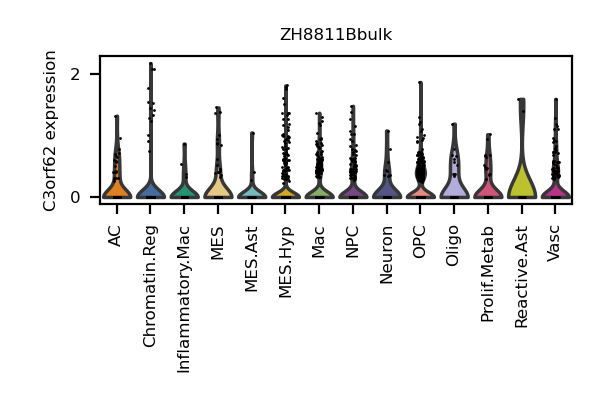 ZH8811Bbulk
C3orf62 expression
2
0
AC
Chromatin.Reg
Inflammatory.Mac
MES
MES.Ast
MES.Hyp
Mac
NPC
Neuron
OPC
Oligo
Prolif.Metab
Reactive.Ast
Vasc